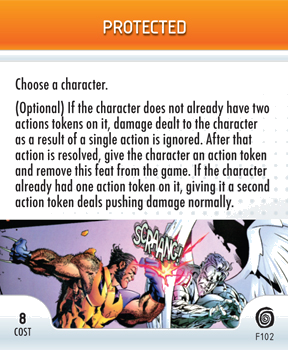 PROTECTED
Choose a character.
(Optional) If the character does not already have two
actions tokens on it, damage dealt to the character
as a result of a single action is ignored. After that
action is resolved, give the character an action token
and remove this feat from the game. If the character
already had one action token on it, giving it a second
action token deals pushing damage normally.
SPRAANG!
8
COST
F102